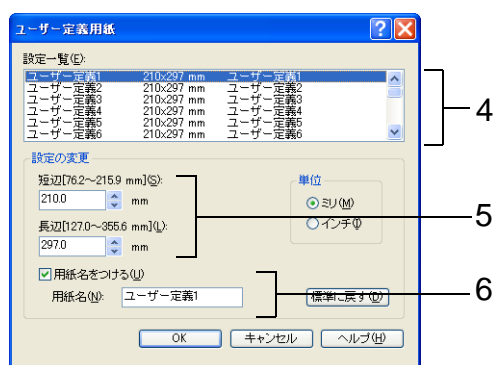 ユーザー定義用紙
設定一覧(E):
ユーザー定義1 210x297 mm ユーザー定義1
ユーザー定義2 210x297 mm ユーザー定義2
ユーザー定義3 210x297 mm ユーザー定義3
ユーザー定義4 210x297 mm ユーザー定義4
ユーザー定義5 210x297 mm ユーザー定義5
ユーザー定義6 210x297 mm ユーザー定義6
4
設定の変更
短辺[76.2～215.9 mm](S):
210.0 mm
長辺[127.0～355.6 mm](L):
297.0 mm
単位
ミリ(M)
インチ(I)
5
用紙名をつける(U)
用紙名(N): ユーザー定義1
標準に戻す(D)
6
OK キャンセル ヘルプ(H)